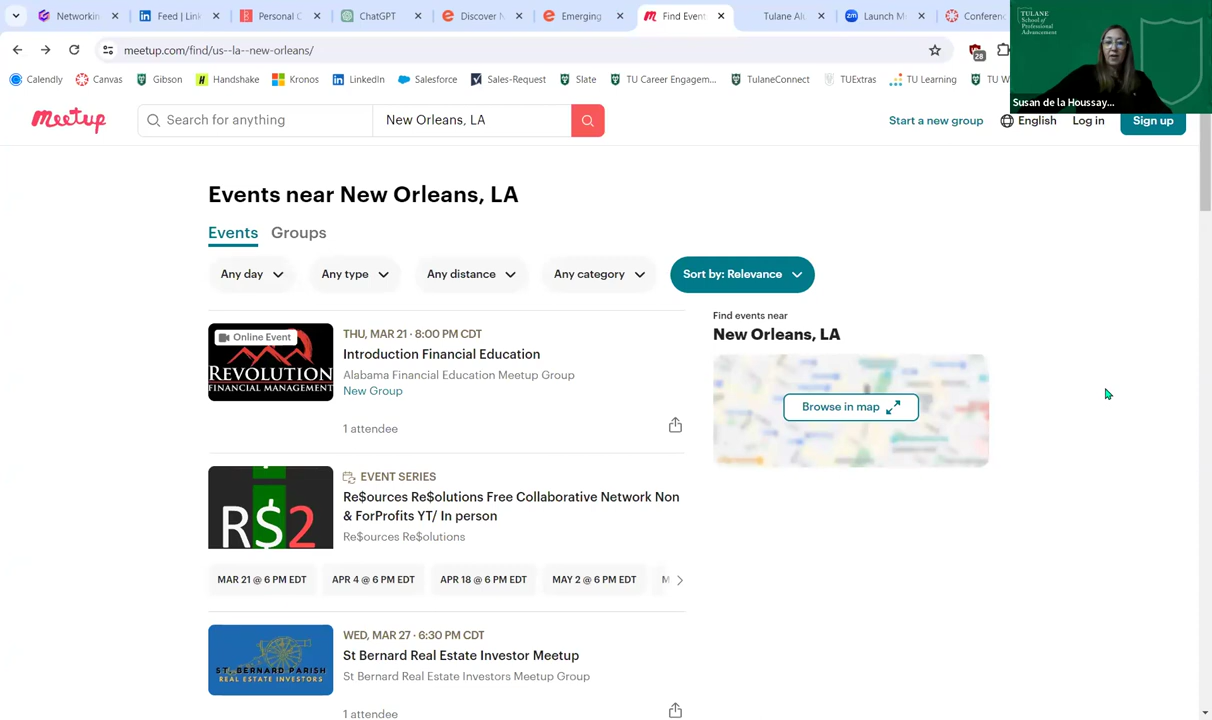 Networkin
Feed | Link
Personal C
ChatGPT
Discover N
Emerging
Find Event
Tulane Alu
zm
Launch M
Conferenc
meetup.com/find/us--la--new-orleans/
28
Calendly
Canvas
Gibson
Handshake
Kronos
LinkedIn
Salesforce
Sales-Request
Slate
TU Career Engagem...
TulaneConnect
TUExtras
TU Learning
TU W
TULANE
School of
Professional
Advancement
Susan de la Houssay...
Meetup
Search for anything
New Orleans, LA
Start a new group
English
Log in
Sign up
Events near New Orleans, LA
Events
Groups
Any day
Any type
Any distance
Any category
Sort by: Relevance
Online Event
REVOLUTION
FINANCIAL MANAGEMENT
THU, MAR 21 · 8:00 PM CDT
Introduction Financial Education
Alabama Financial Education Meetup Group
New Group
1 attendee
Find events near
New Orleans, LA
Browse in map
R$2
EVENT SERIES
Re$ources Re$olutions Free Collaborative Network Non
& ForProfits YT/ In person
Re$ources Re$olutions
MAR 21 @ 6 PM EDT
APR 4 @ 6 PM EDT
APR 18 @ 6 PM EDT
MAY 2 @ 6 PM EDT
M
ST. BERNARD PARISH
REAL ESTATE INVESTORS
WED, MAR 27 · 6:30 PM CDT
St Bernard Real Estate Investor Meetup
St Bernard Real Estate Investors Meetup Group
1 attendee